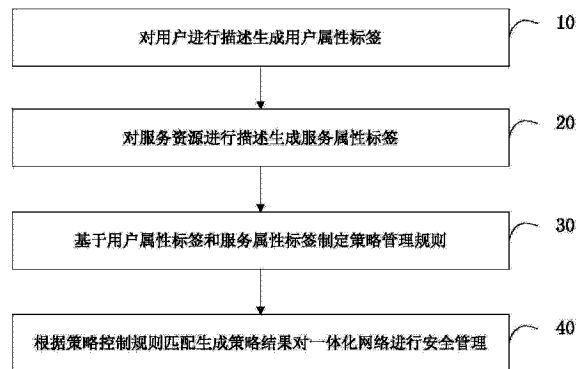 对用户进行描述生成用户属性标签
10
对服务资源进行描述生成服务属性标签
20
基于用户属性标签和服务属性标签制定策略管理规则
30
根据策略控制规则匹配生成策略结果对一体化网络进行安全管理
40